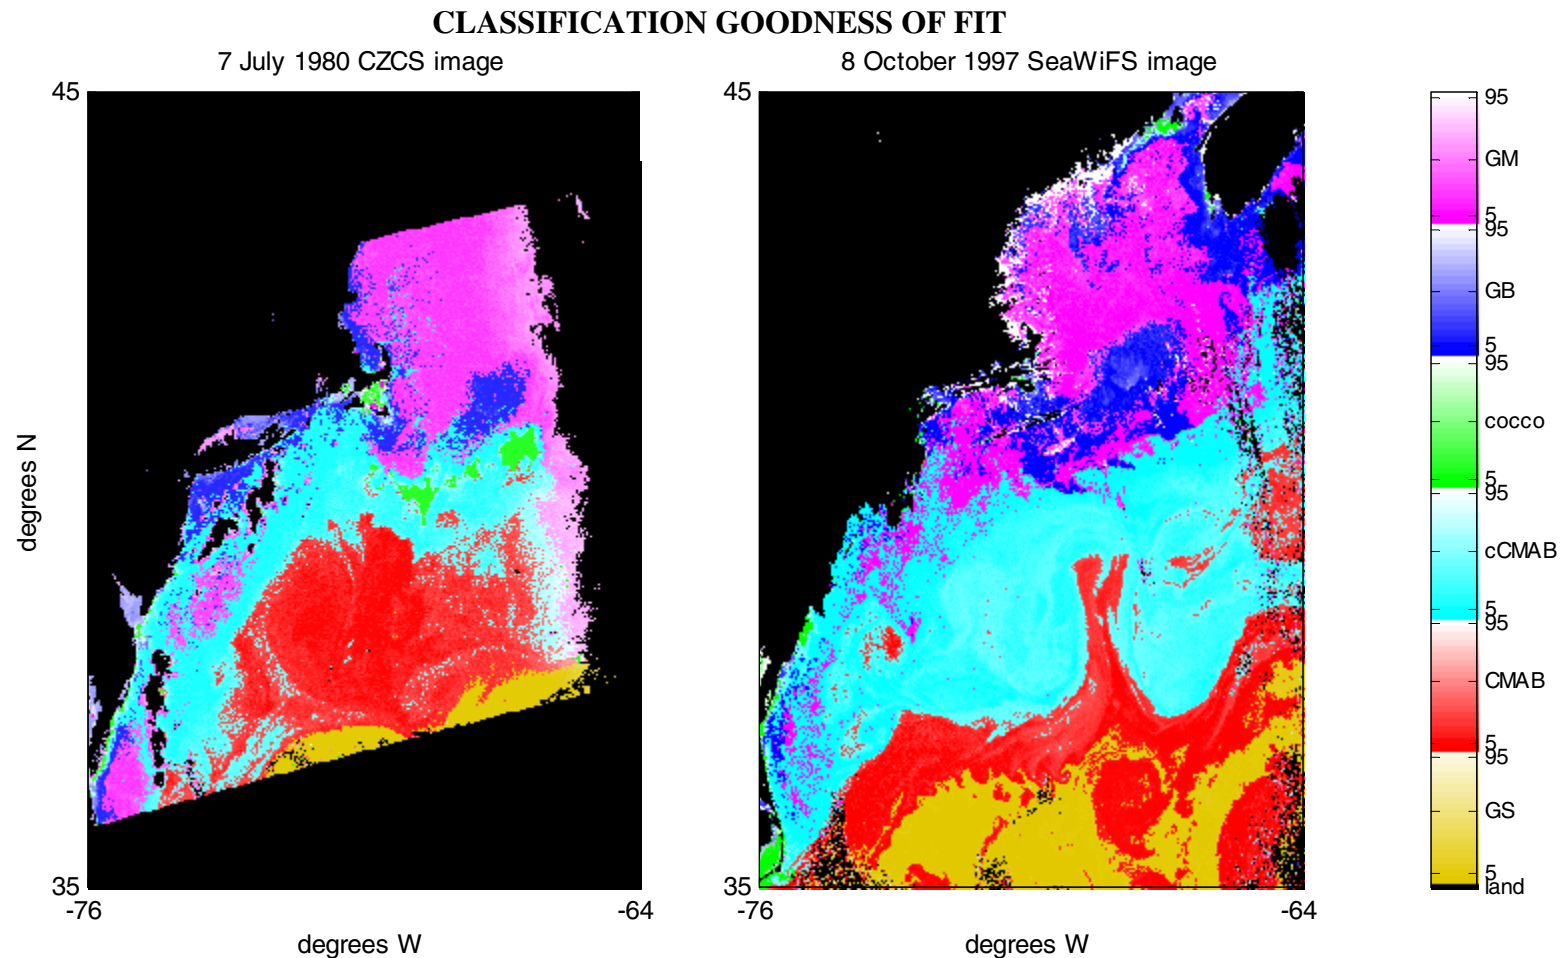 CLASSIFICATION GOODNESS OF FIT
7 July 1980 CZCS image
8 October 1997 SeaWiFS image
45
35
-76
-64
degrees N
degrees W
45
35
-76
-64
degrees W
95
GM
5
95
GB
5
95
cocco
5
95
cCMAB
5
95
CMAB
5
95
GS
5
land